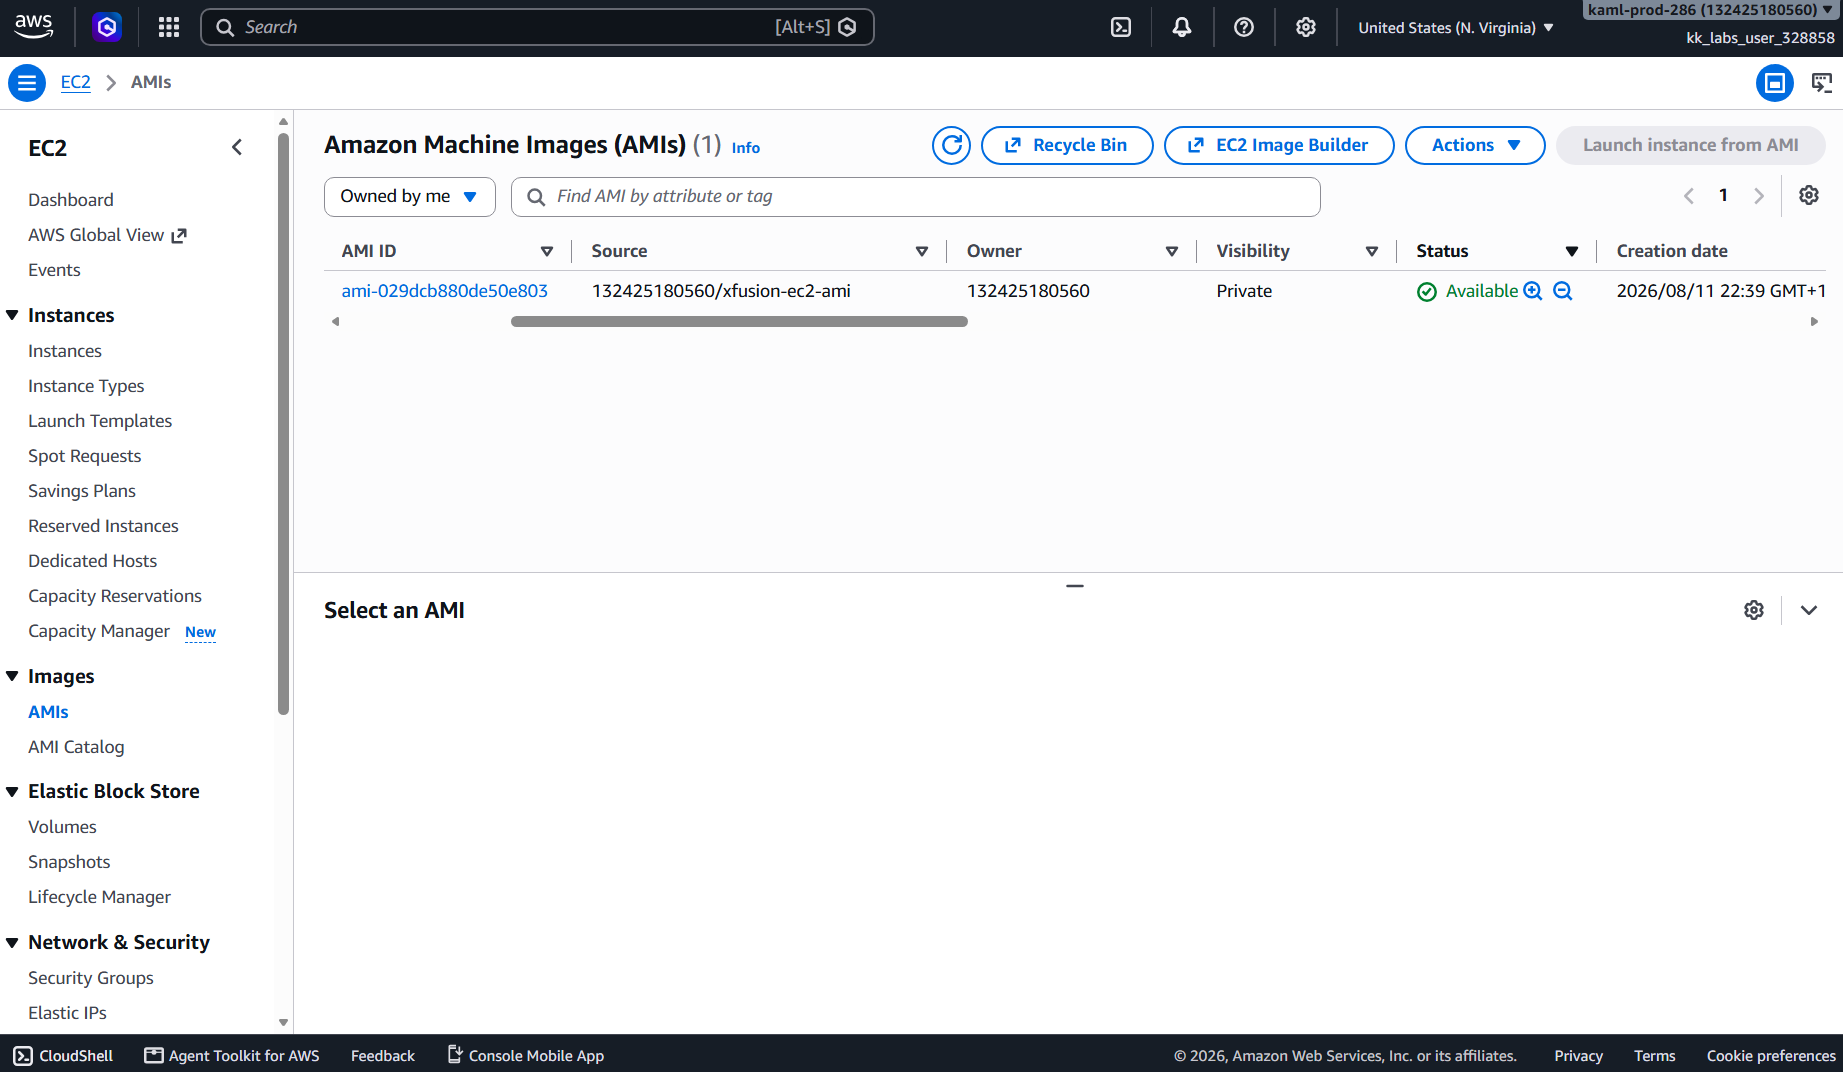 aws
Search
[Alt+S]
United States (N. Virginia)
kaml-prod-286 (132425180560)
kk_labs_user_328858
EC2
AMIs
EC2
Dashboard
AWS Global View
Events
Instances
Instances
Instance Types
Launch Templates
Spot Requests
Savings Plans
Reserved Instances
Dedicated Hosts
Capacity Reservations
Capacity Manager New
Images
AMIs
AMI Catalog
Elastic Block Store
Volumes
Snapshots
Lifecycle Manager
Network & Security
Security Groups
Elastic IPs
Amazon Machine Images (AMIs) (1) Info
Recycle Bin
EC2 Image Builder
Actions
Launch instance from AMI
Owned by me
Find AMI by attribute or tag
1
AMI ID Source Owner Visibility Status Creation date
ami-029dcb880de50e803 132425180560/xfusion-ec2-ami 132425180560 Private Available 2026/08/11 22:39 GMT+1
Select an AMI
CloudShell
Agent Toolkit for AWS
Feedback
Console Mobile App
© 2026, Amazon Web Services, Inc. or its affiliates.
Privacy
Terms
Cookie preferences